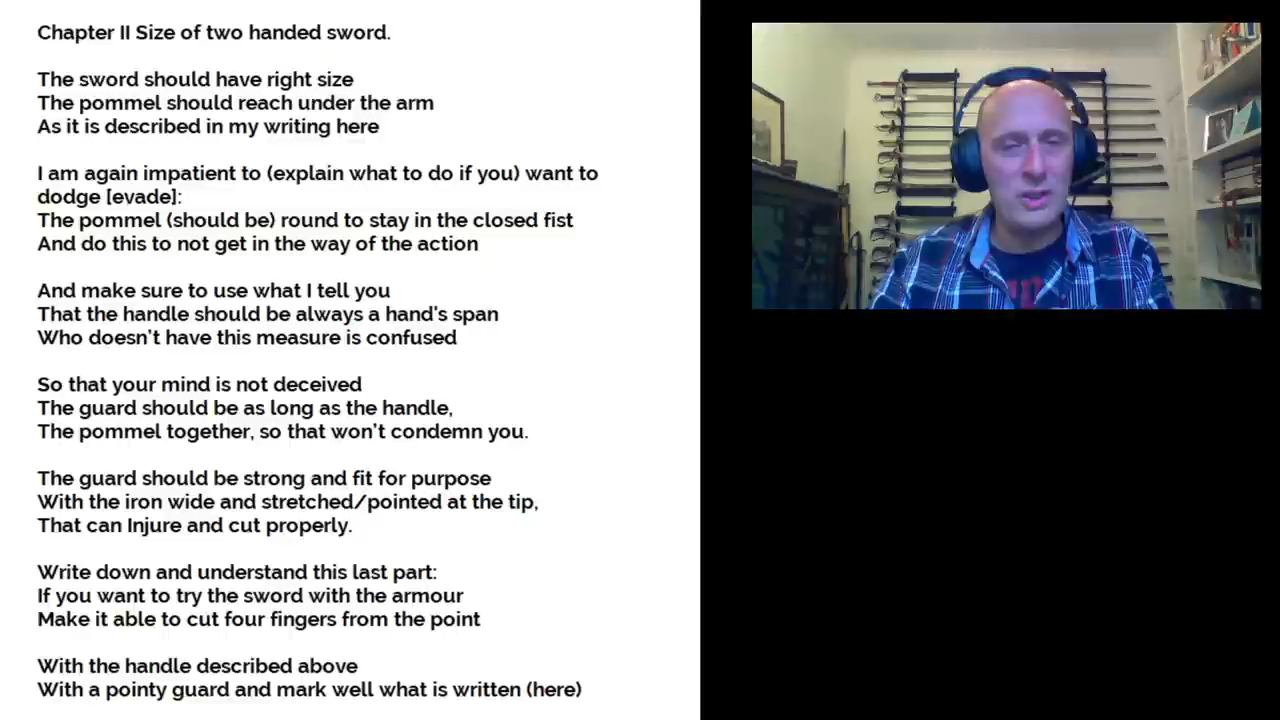 Chapter II Size of two handed sword.
The sword should have right size
The pommel should reach under the arm
As it is described in my writing here
I am again impatient to (explain what to do if you) want to
dodge [evade]:
The pommel (should be) round to stay in the closed fist
And do this to not get in the way of the action
And make sure to use what I tell you
That the handle should be always a hand's span
Who doesn't have this measure is confused
So that your mind is not deceived
The guard should be as long as the handle,
The pommel together, so that won't condemn you.
The guard should be strong and fit for purpose
With the iron wide and stretched/pointed at the tip,
That can Injure and cut properly.
Write down and understand this last part:
If you want to try the sword with the armour
Make it able to cut four fingers from the point
With the handle described above
With a pointy guard and mark well what is written (here)